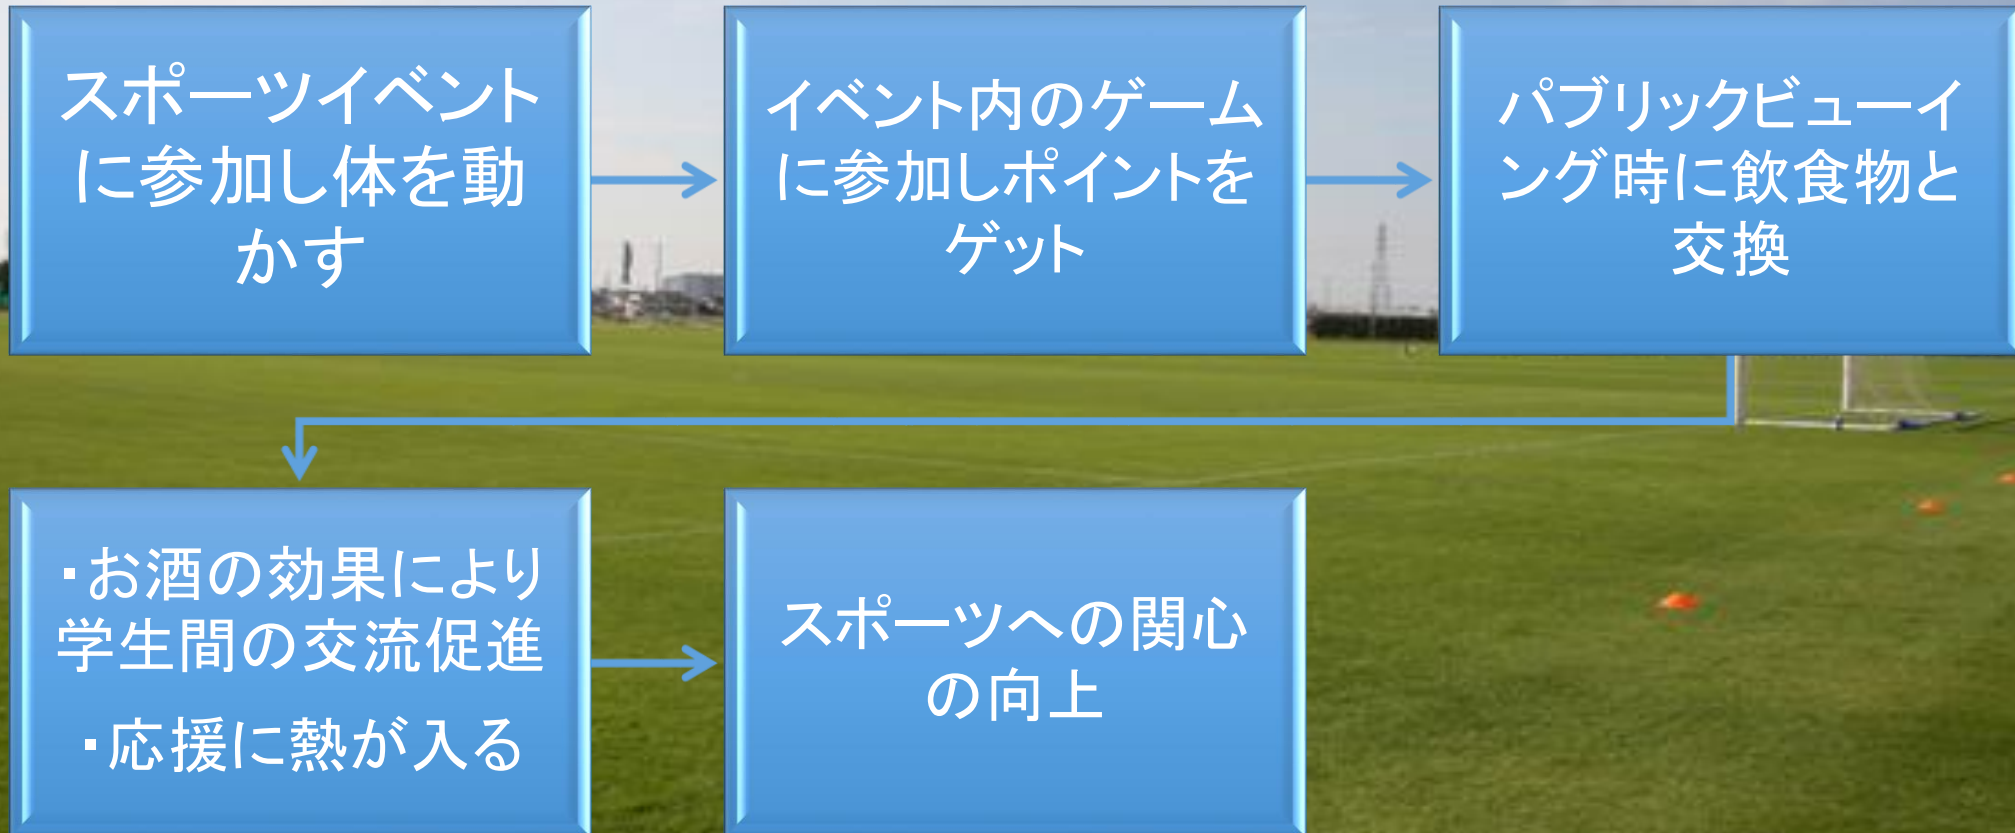 スポーツイベント
に参加し体を動
かす
イベント内のゲーム
に参加しポイントを
ゲット
パブリックビューイ
ング時に飲食物と
交換
・お酒の効果により
学生間の交流促進
・応援に熱が入る
スポーツへの関心
の向上